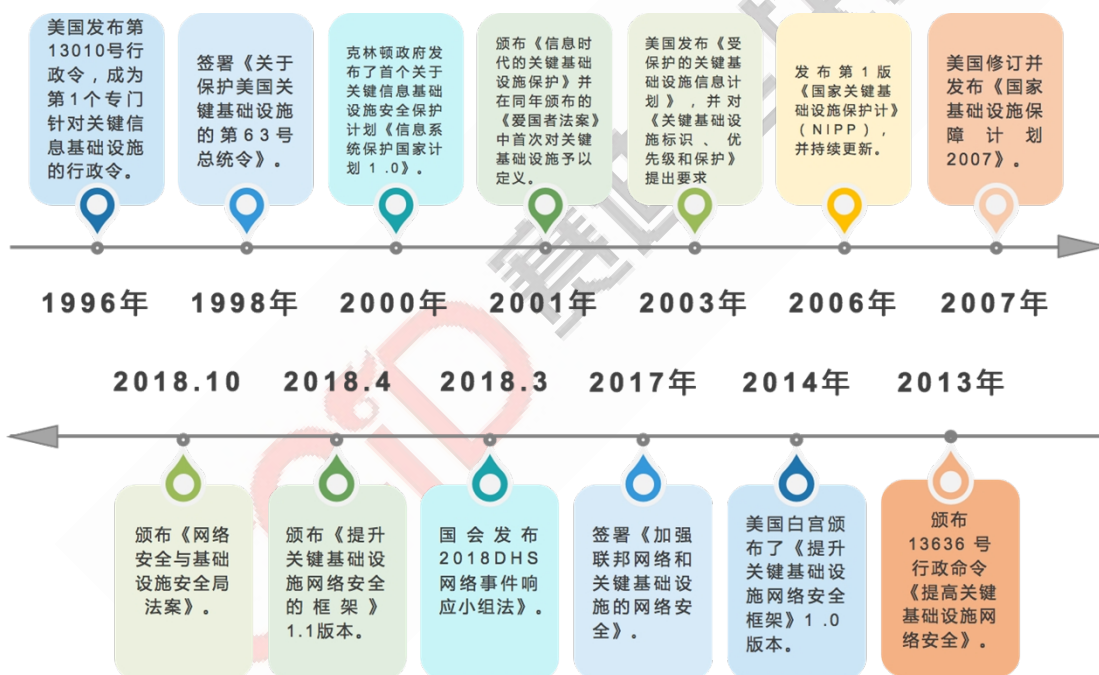 美国发布第
13010号行
政令，成为
第1个专门
针对关键信
息基础设施
的行政令。
签署《关于
保护美国关
键基础设施
的第63号
总统令》。
克林顿政府发
布了首个关于
关键信息基础
设施安全保护
计划《信息系
统保护国家计
划 1.0》。
颁布《信息时
代的关键基础
设施保护》并
在同年颁布的
《爱国者法案》
中首次对关键
基础设施予以
定义。
美国发布《受
保护的关键基
础设施信息计
划》，并对
《关键基础设
施标识、优
先级和保护》
提出要求
发布第1版
《国家关键基
础设施保护计》
（NIPP），
并持续更新。
美国修订并
发布《国家
基础设施保
障计划
2007》。
1996年
1998年
2000年
2001年
2003年
2006年
2007年
2018.10
2018.4
2018.3
2017年
2014年
2013年
颁布《网络
安全与基础
设施安全局
法案》。
颁布《提升
关键基础设
施网络安全
的框架》
1.1版本。
国会发布
2018DHS
网络事件响
应小组法》。
签署《加强
联邦网络和
关键基础设
施的网络安
全》。
美国白宫颁
布了《提升
关键基础设
施网络安全
框架》1.0
版本。
颁布
13636号
行政命令
《提高关键
基础设施网
络安全》。